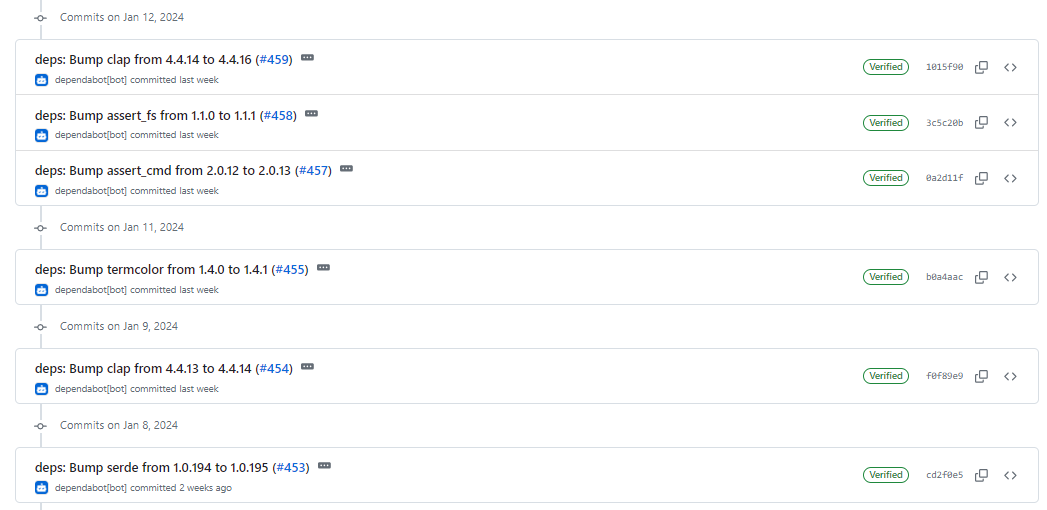 Commits on Jan 12, 2024
deps: Bump clap from 4.4.14 to 4.4.16 (#459)
dependabot[bot] committed last week
Verified 1015f90
deps: Bump assert_fs from 1.1.0 to 1.1.1 (#458)
dependabot[bot] committed last week
Verified 3c5c20b
deps: Bump assert_cmd from 2.0.12 to 2.0.13 (#457)
dependabot[bot] committed last week
Verified 0a2d11f
Commits on Jan 11, 2024
deps: Bump termcolor from 1.4.0 to 1.4.1 (#455)
dependabot[bot] committed last week
Verified b0a4aac
Commits on Jan 9, 2024
deps: Bump clap from 4.4.13 to 4.4.14 (#454)
dependabot[bot] committed last week
Verified f0f89e9
Commits on Jan 8, 2024
deps: Bump serde from 1.0.194 to 1.0.195 (#453)
dependabot[bot] committed 2 weeks ago
Verified cd2f0e5